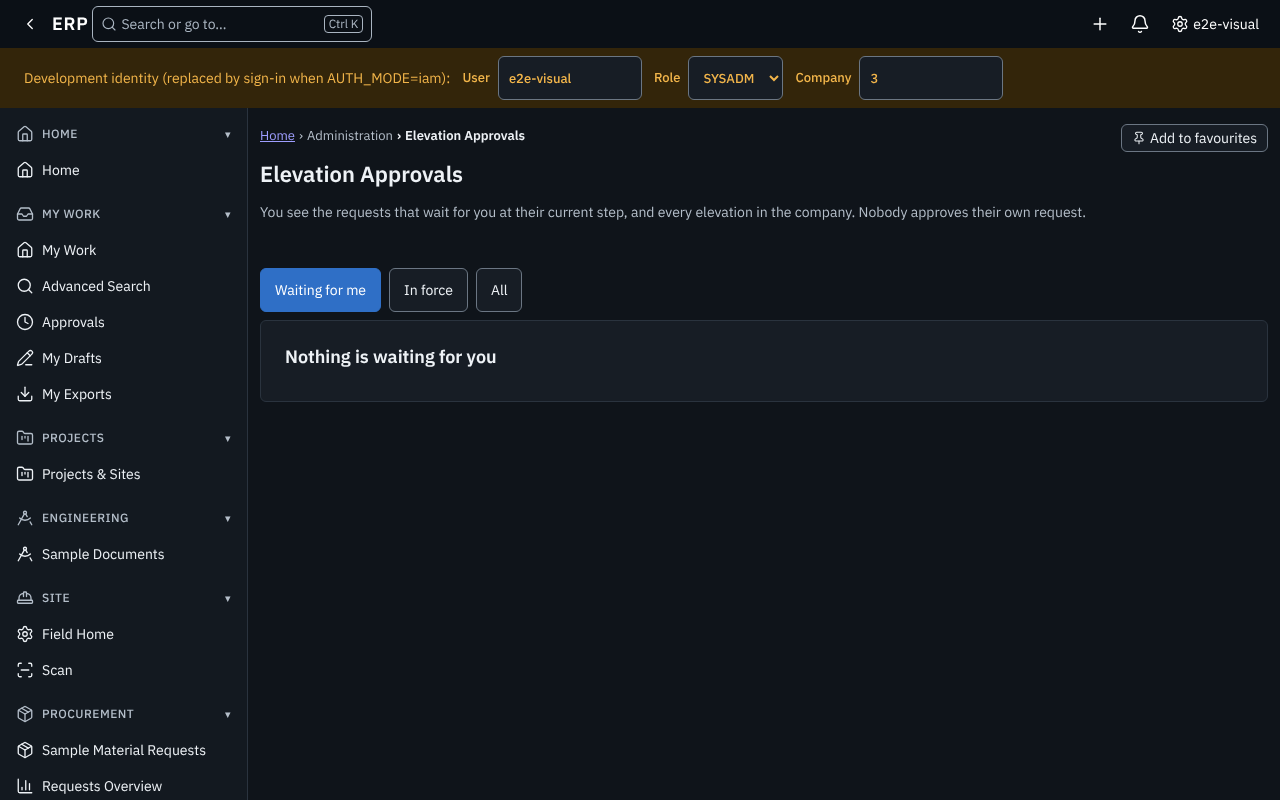 ERP
Search or go to...
Ctrl K
e2e-visual
Development identity (replaced by sign-in when AUTH_MODE=iam):
User
e2e-visual
Role
SYSADM
Company
3
HOME
Home
MY WORK
My Work
Advanced Search
Approvals
My Drafts
My Exports
PROJECTS
Projects & Sites
ENGINEERING
Sample Documents
SITE
Field Home
Scan
PROCUREMENT
Sample Material Requests
Requests Overview
Home › Administration › Elevation Approvals
Add to favourites
Elevation Approvals
You see the requests that wait for you at their current step, and every elevation in the company. Nobody approves their own request.
Waiting for me
In force
All
Nothing is waiting for you